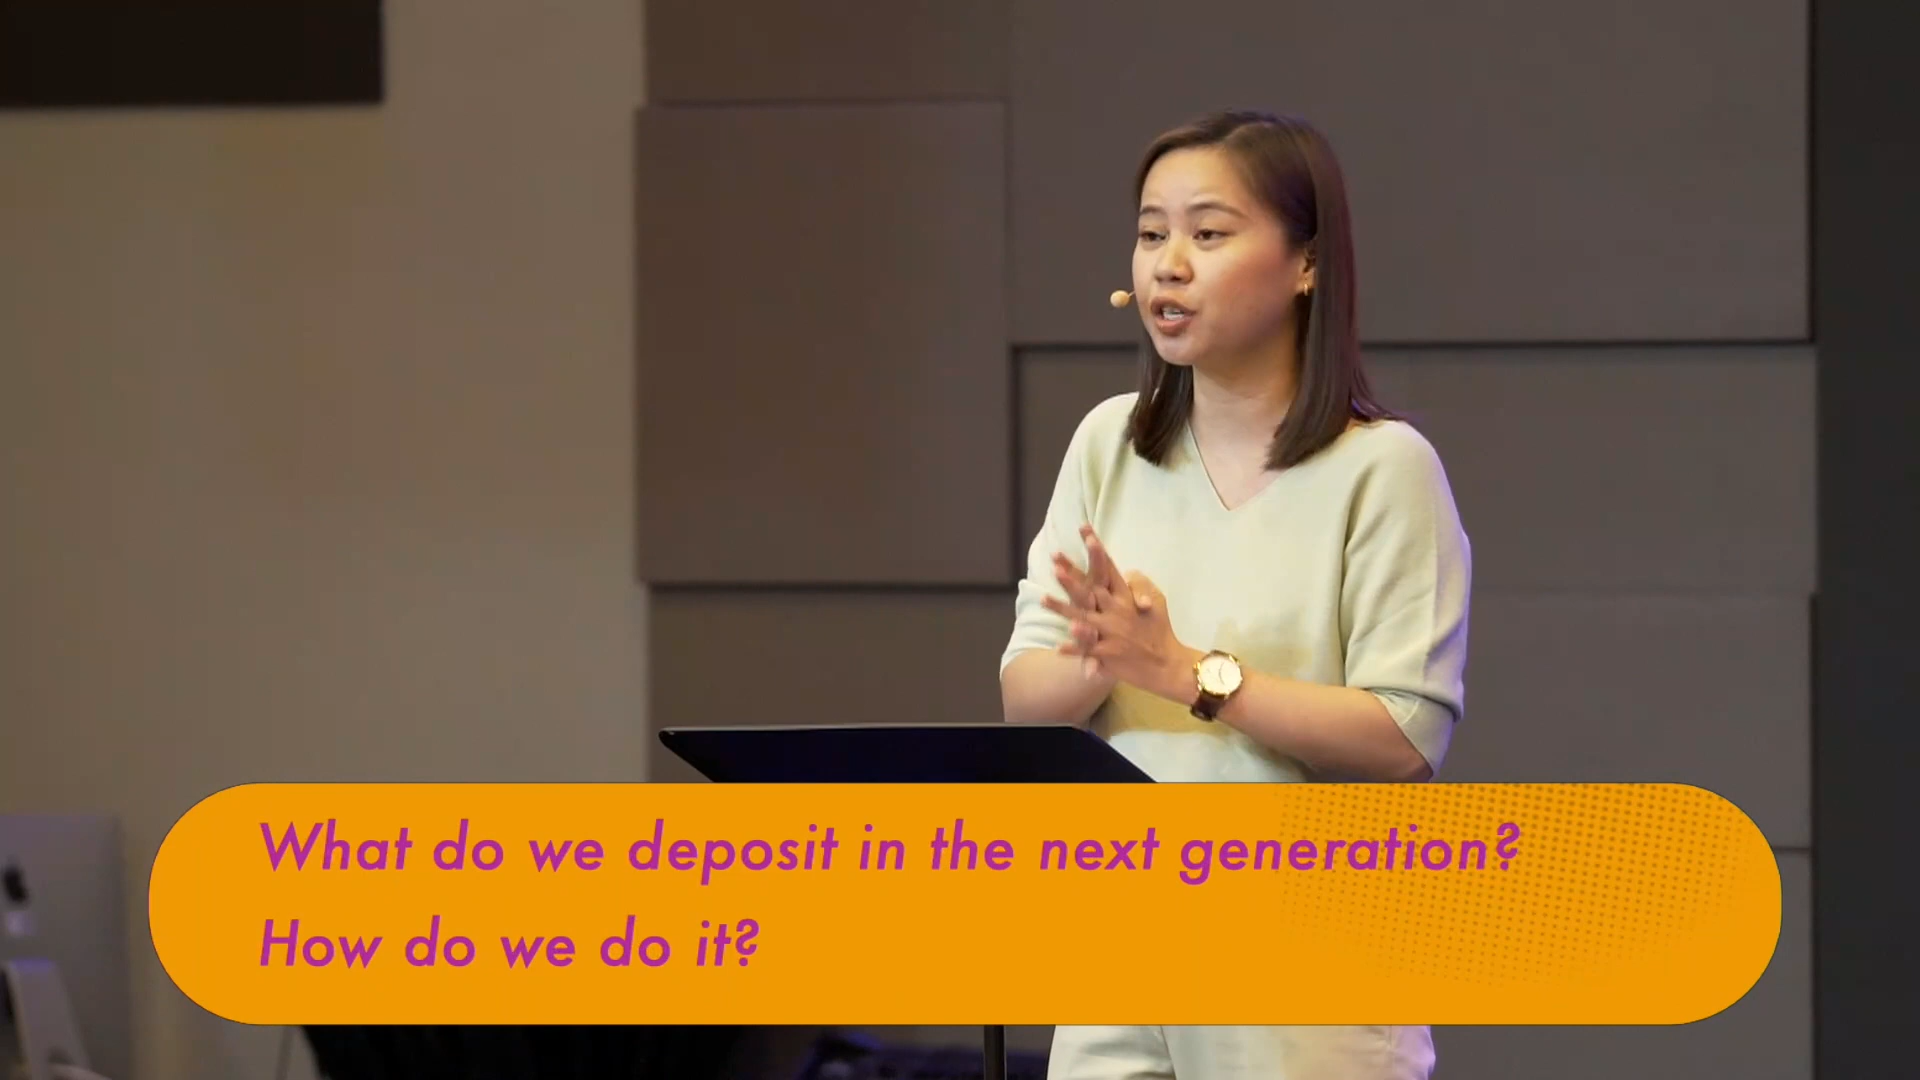 What do we deposit in the next generation?
How do we do it?